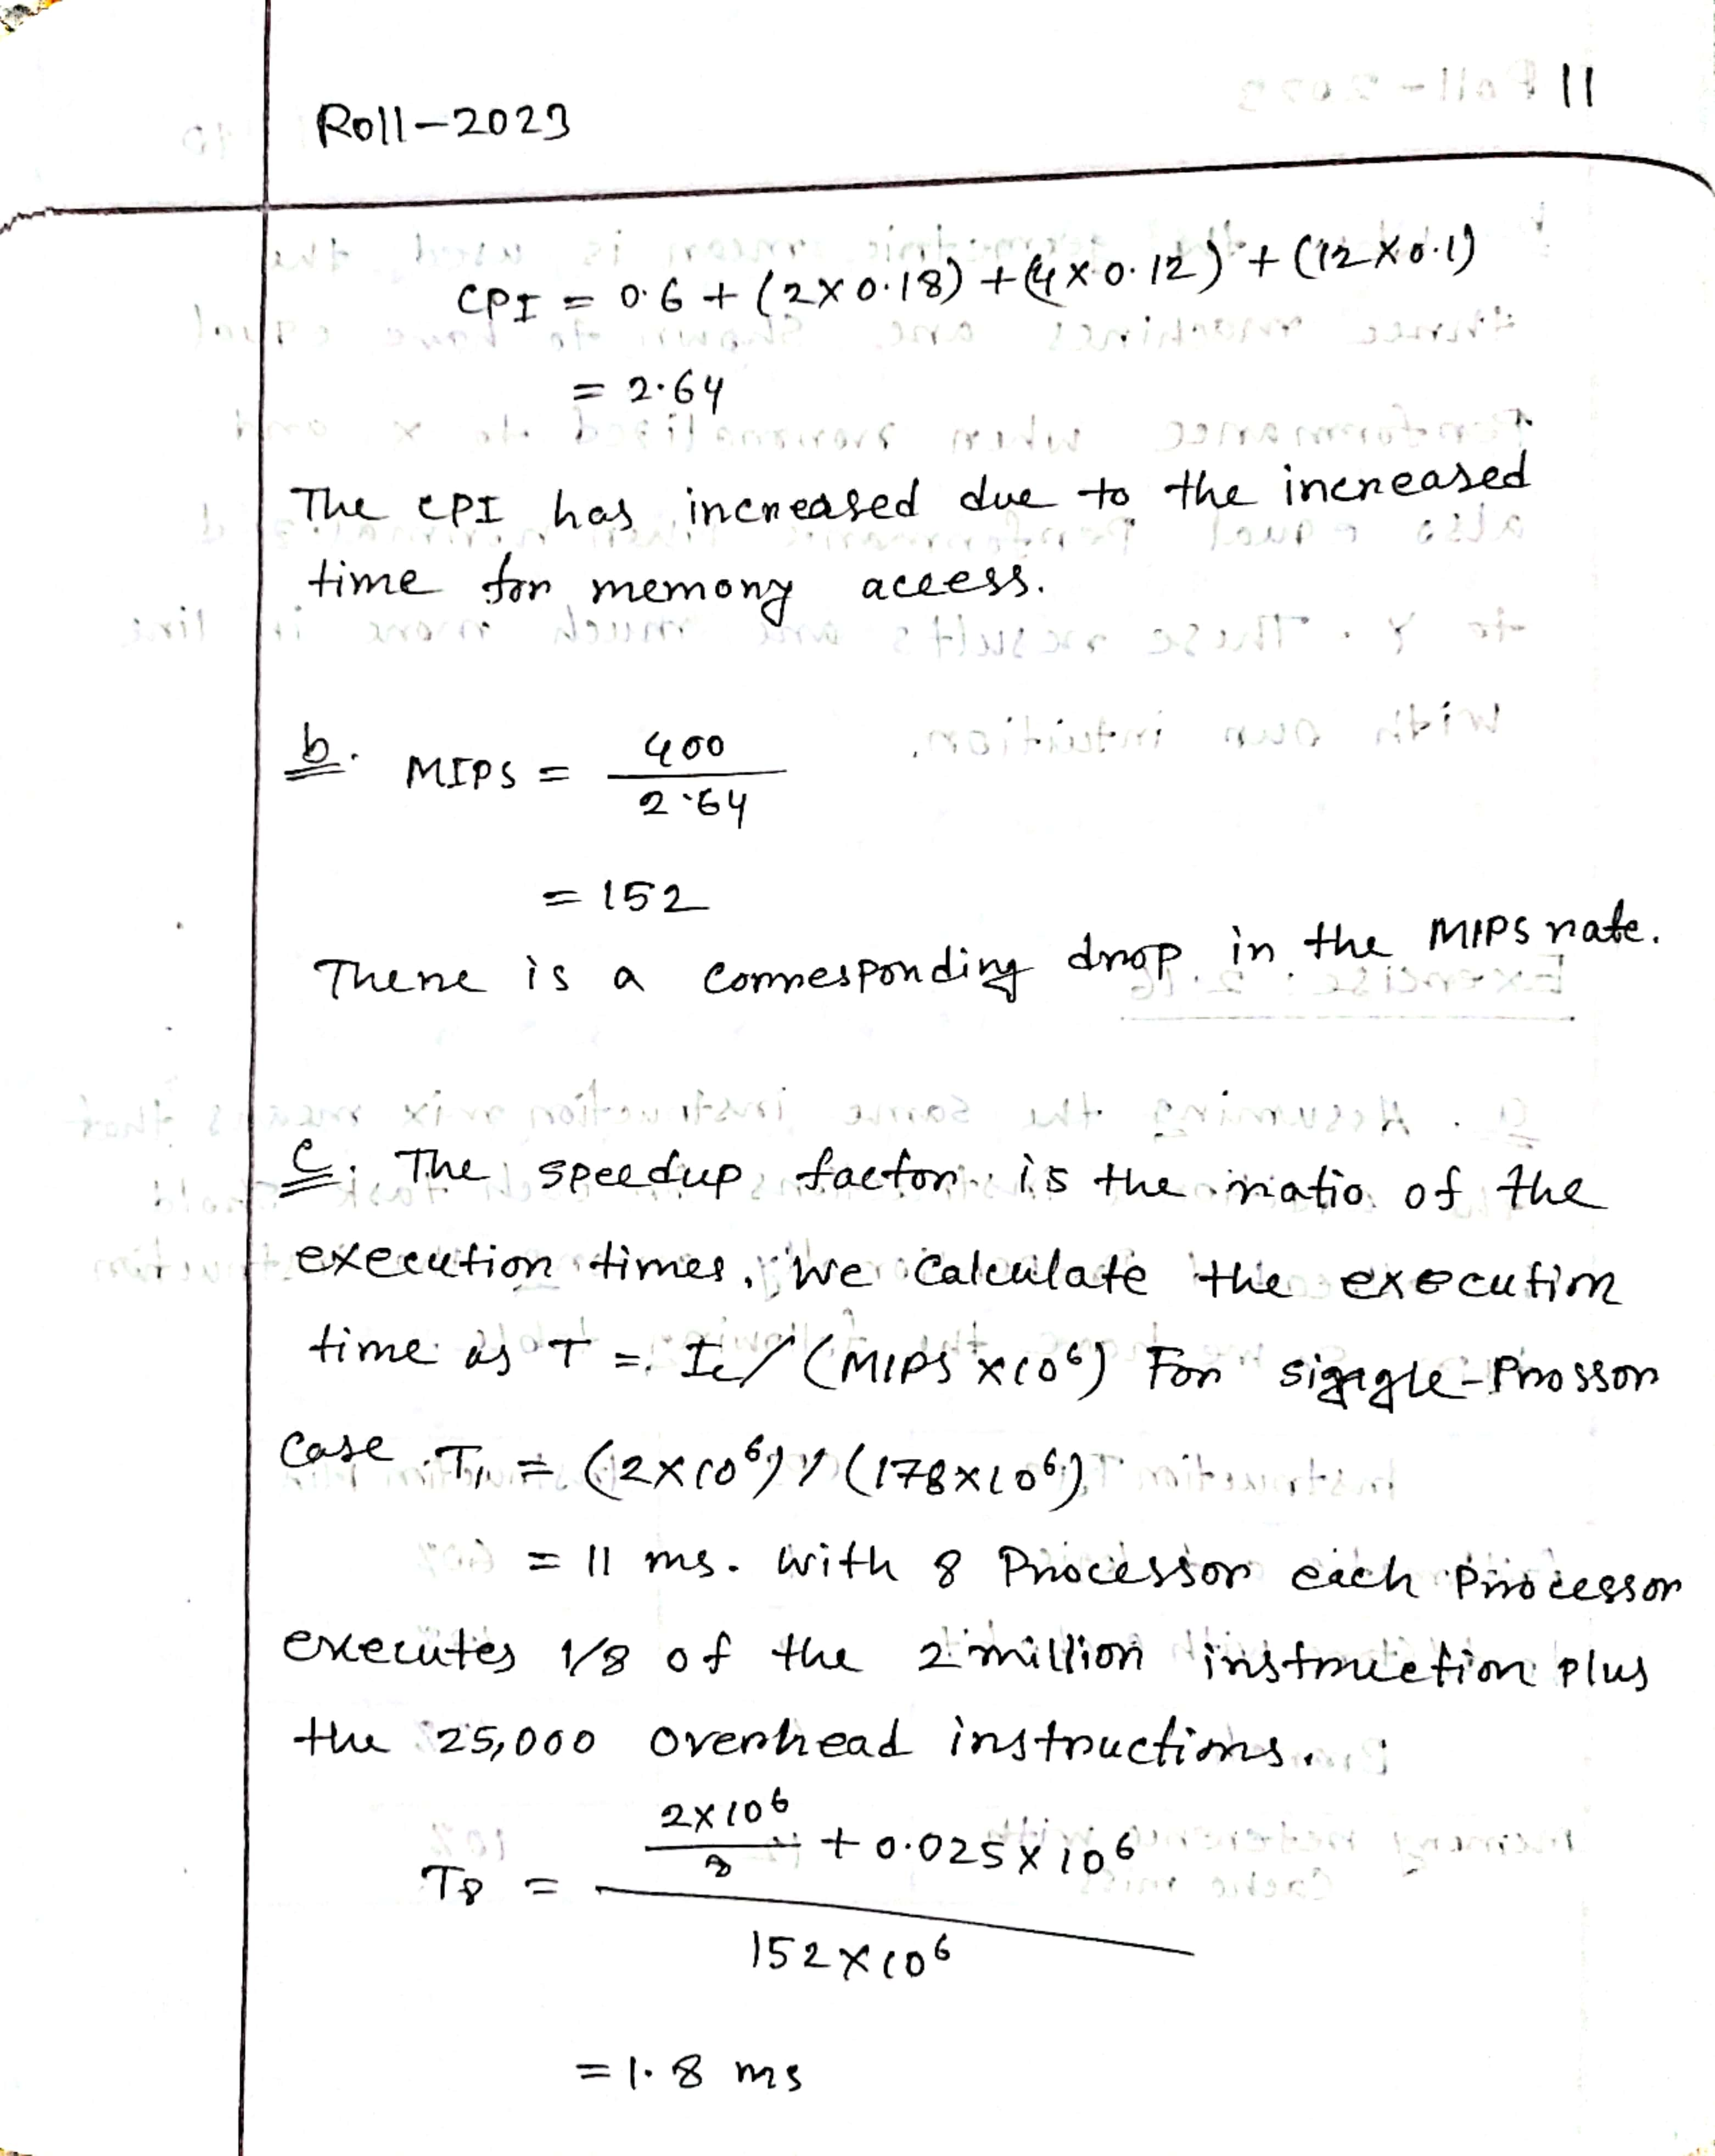 Roll-2023
11
CPI = 0.6 + (2×0.18) + (4×0.12) + (12×0.1)
= 2.64
The CPI has increased due to the increased
time for memory access.
b. MIPS = 400
2.64
= 152
There is a corresponding drop in the MIPS rate.
c. The speedup factor is the ratio of the
execution times. We Calculate the execution
time as T = Ic/(MIPS×10⁶) For single-Prossor
Case T₁ = (2×10⁶)/(178×10⁶)
= 11 ms. With 8 Processor each Processor
executes 1/8 of the 2 million instruction plus
the 25,000 overhead instructions.
2×10⁶
8 + 0.025×10⁶
T8 =
152×10⁶
= 1.8 ms